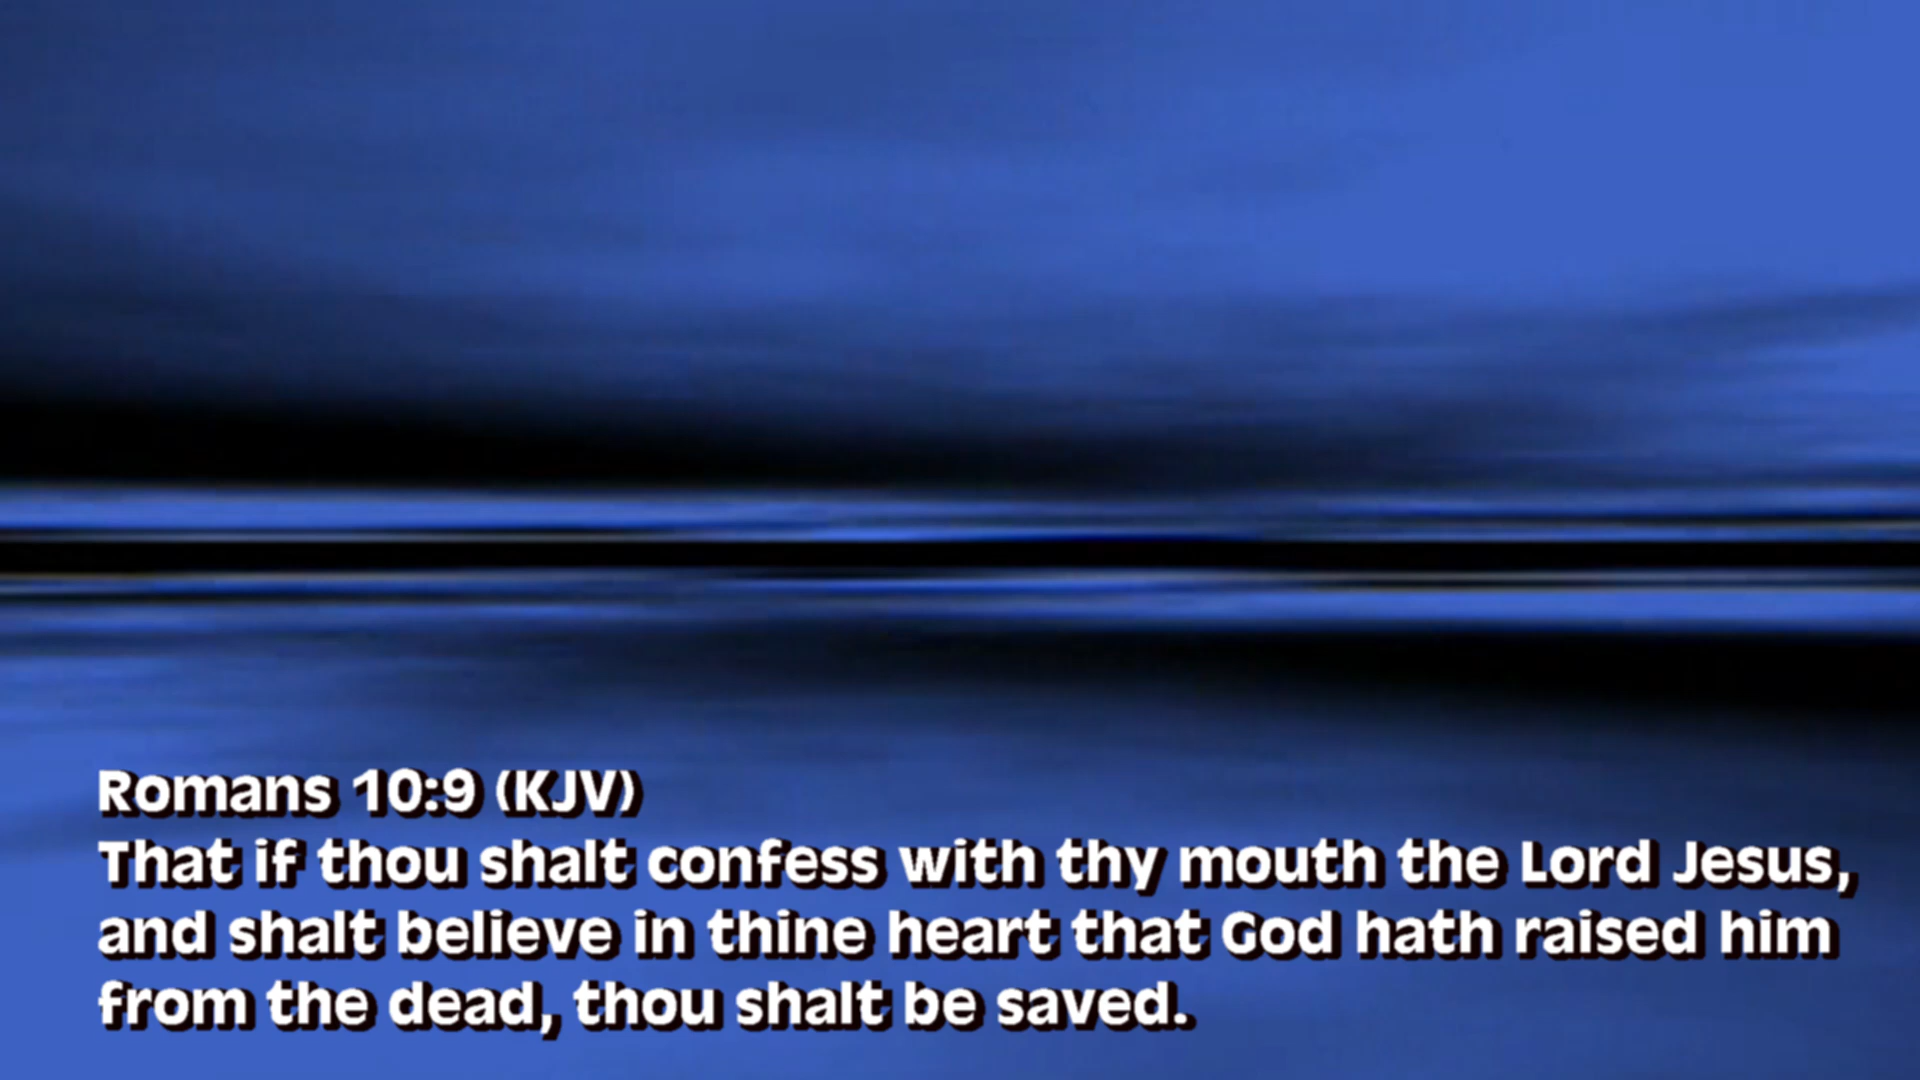 Romans 10:9 (KJV)
That if thou shalt confess with thy mouth the Lord Jesus,
and shalt believe in thine heart that God hath raised him
from the dead, thou shalt be saved.